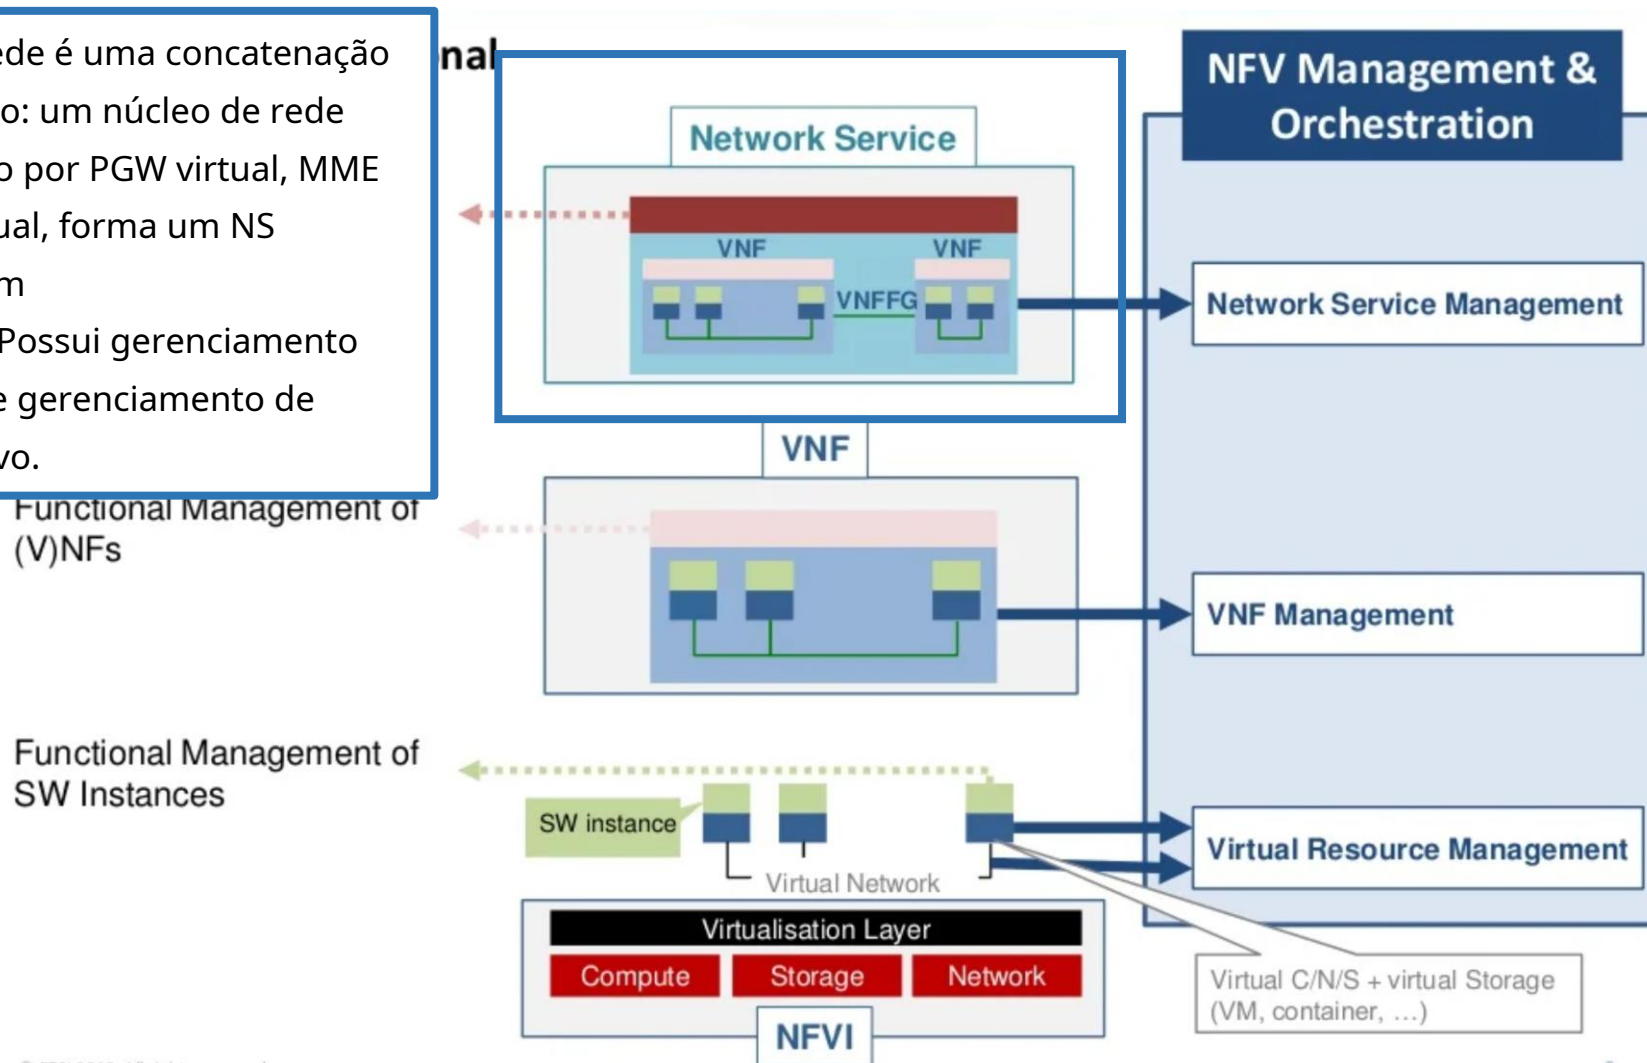 ede é uma concatenação
o: um núcleo de rede
o por PGW virtual, MME
ual, forma um NS
m
Possui gerenciamento
e gerenciamento de
vo.
onal
Functional Management of
(V)NFs
Functional Management of
SW Instances
Network Service
VNF
VNF
VNFFG
VNF
SW instance
Virtual Network
Virtualisation Layer
Compute
Storage
Network
NFVI
NFV Management &
Orchestration
Network Service Management
VNF Management
Virtual Resource Management
Virtual C/N/S + virtual Storage
(VM, container, …)